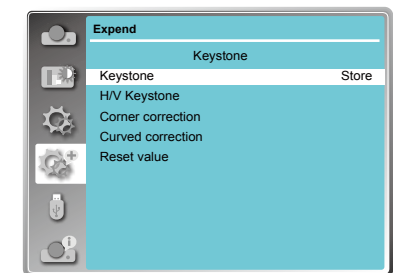 Expend
Keystone
Keystone Store
H/V Keystone
Corner correction
Curved correction
Reset value